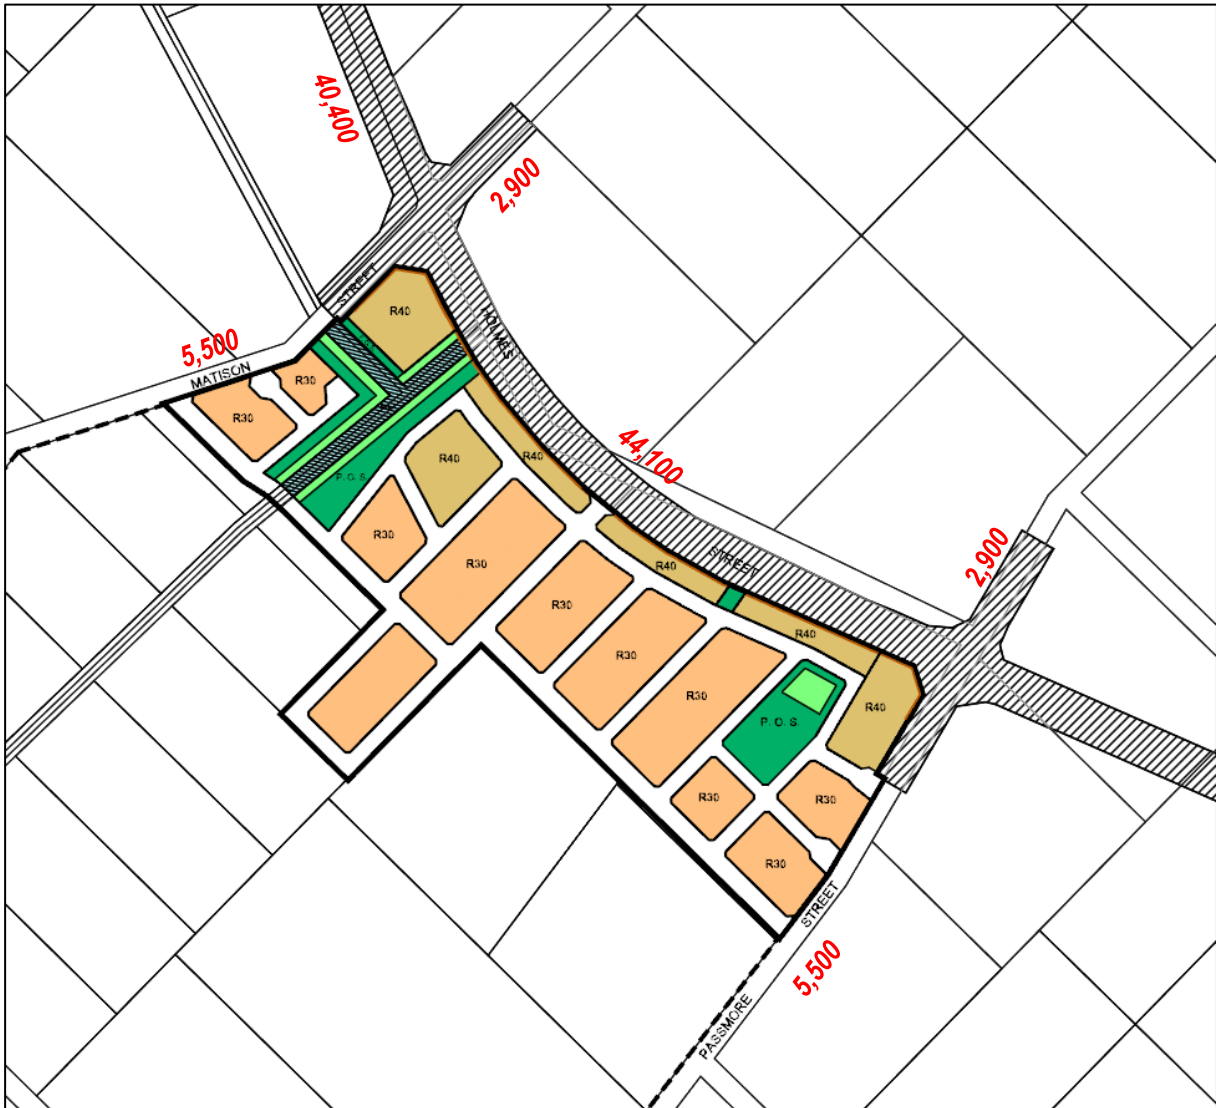 40,400
2,900
STREET
R40
HOLMES
5,500
MATISON
R30
R30
44,100
R40
R40
P. O. S.
R30
R30
2,900
STREET
R40
R30
R40
R30
R30
R40
P. O. S.
R30
R30
R30
STREET
5,500
PASSMORE